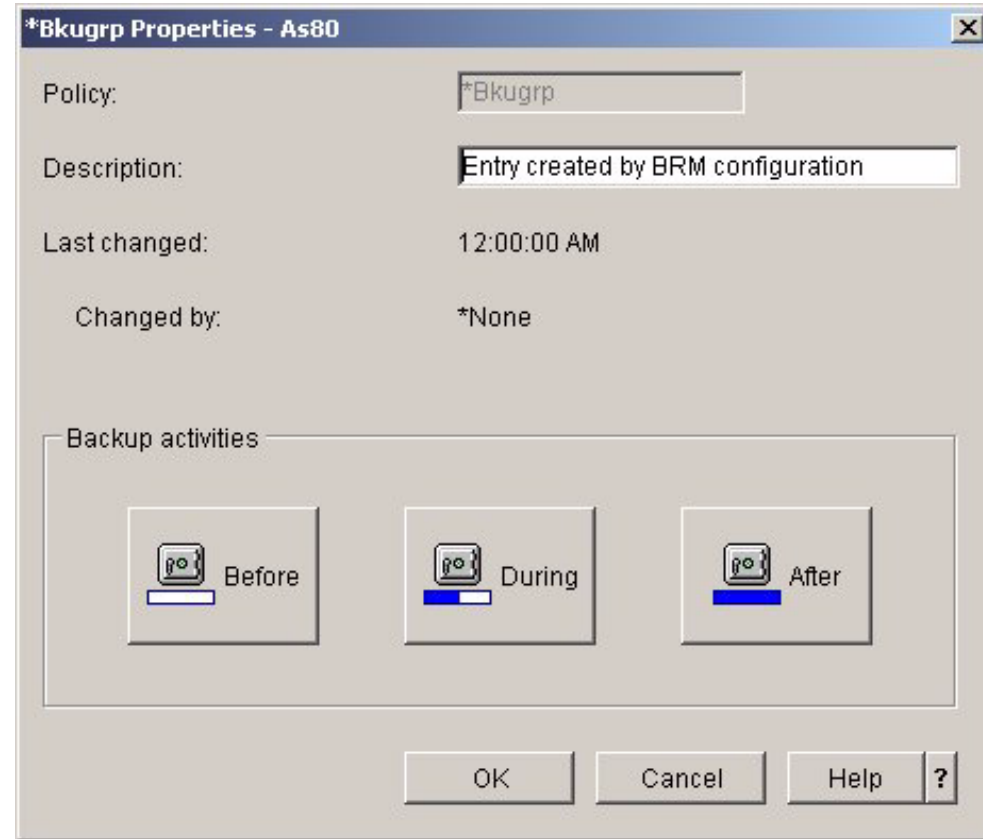 *Bkugrp Properties - As80
Policy: *Bkugrp
Description: Entry created by BRM configuration
Last changed: 12:00:00 AM
Changed by: *None
Backup activities
Before During After
OK Cancel Help ?